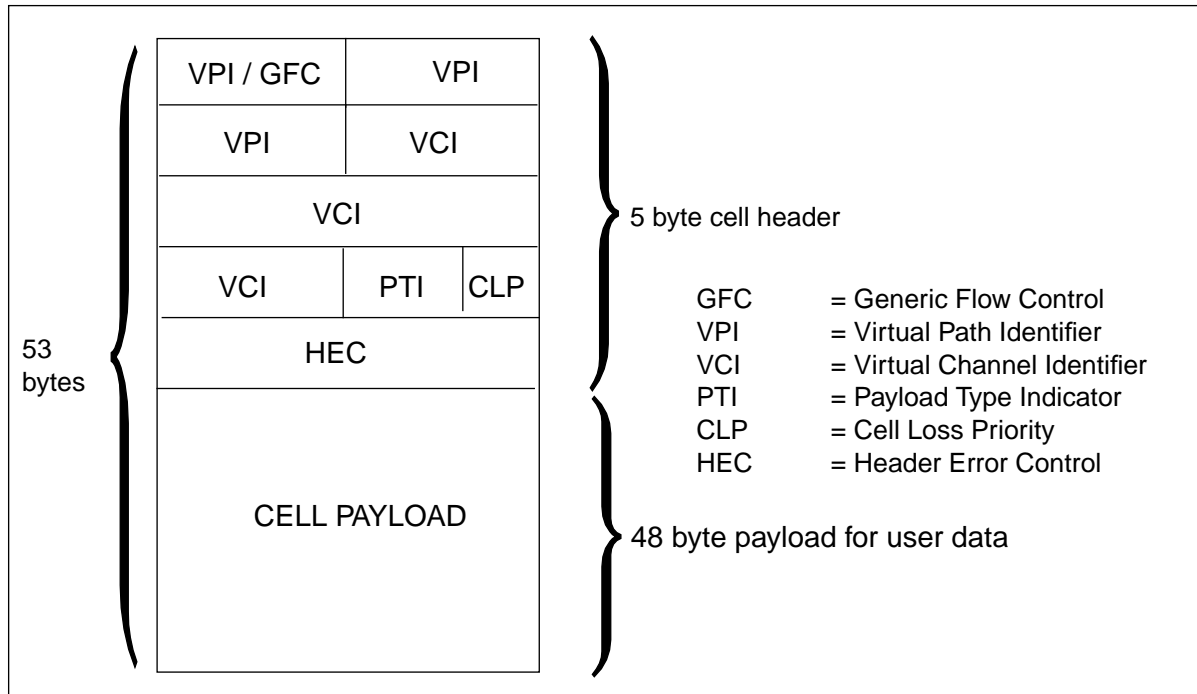 VPI / GFC VPI
VPI VCI
VCI
VCI PTI CLP
HEC
CELL PAYLOAD
53
bytes
5 byte cell header
GFC = Generic Flow Control
VPI = Virtual Path Identifier
VCI = Virtual Channel Identifier
PTI = Payload Type Indicator
CLP = Cell Loss Priority
HEC = Header Error Control
48 byte payload for user data